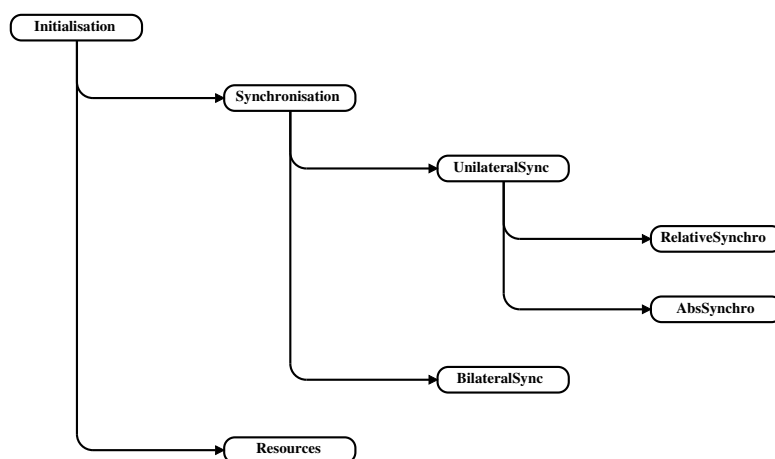 Initialisation
Synchronisation
UnilateralSync
RelativeSynchro
AbsSynchro
BilateralSync
Resources